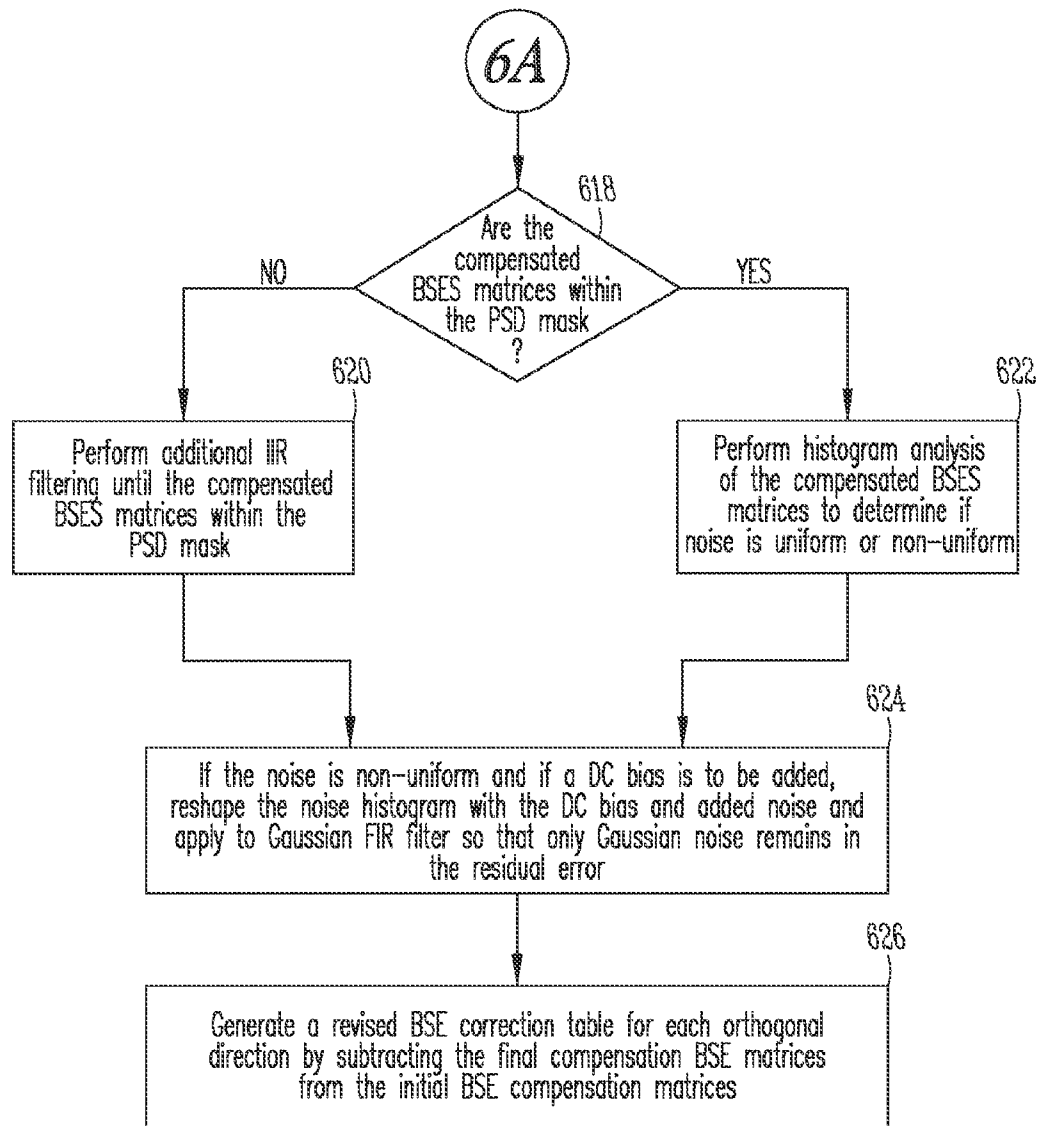 6A
618
Are the
compensated
BSES matrices within
the PSD mask
?
NO
YES
620
Perform additional IIR
filtering until the compensated
BSES matrices within the
PSD mask
622
Perform histogram analysis
of the compensated BSES
matrices to determine if
noise is uniform or non-uniform
624
If the noise is non-uniform and if a DC bias is to be added,
reshape the noise histogram with the DC bias and added noise and
apply to Gaussian FIR filter so that only Gaussian noise remains in
the residual error
626
Generate a revised BSE correction table for each orthogonal
direction by subtracting the final compensation BSE matrices
from the initial BSE compensation matrices